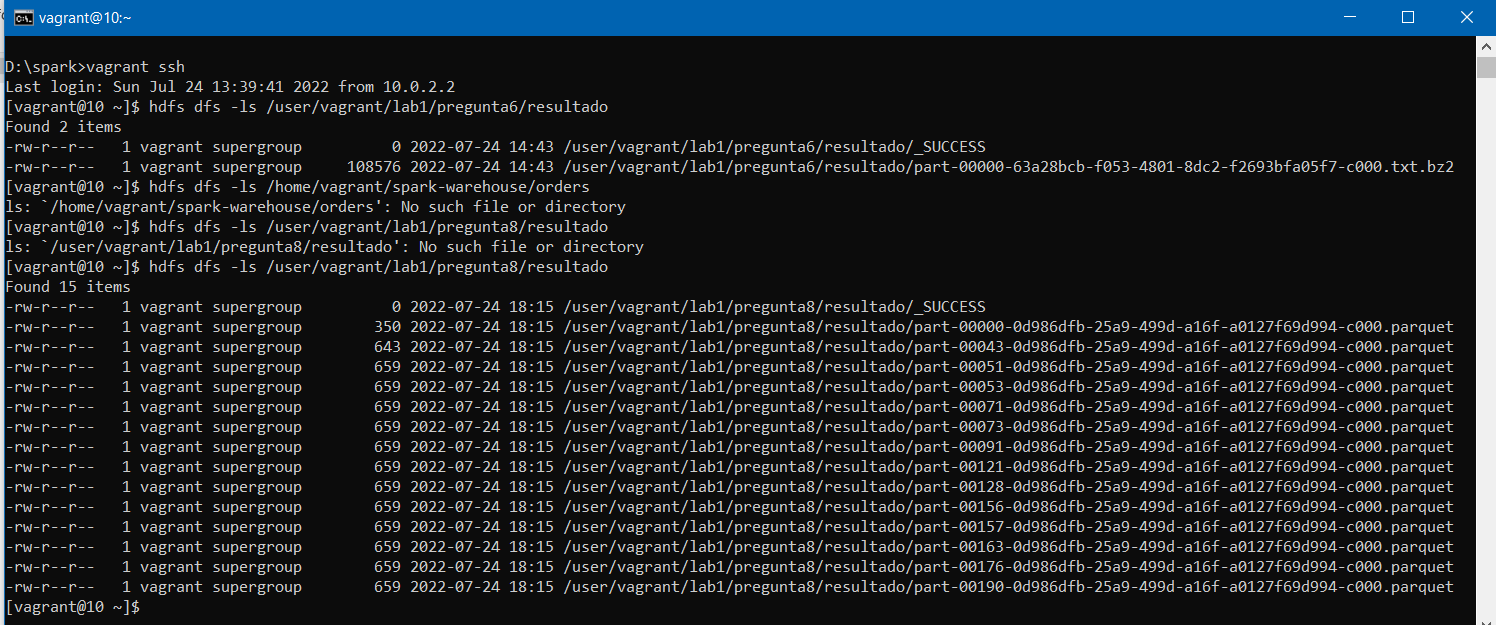 vagrant@10:~
D:\spark>vagrant ssh
Last login: Sun Jul 24 13:39:41 2022 from 10.0.2.2
[vagrant@10 ~]$ hdfs dfs -ls /user/vagrant/lab1/pregunta6/resultado
Found 2 items
-rw-r--r--   1 vagrant supergroup          0 2022-07-24 14:43 /user/vagrant/lab1/pregunta6/resultado/_SUCCESS
-rw-r--r--   1 vagrant supergroup     108576 2022-07-24 14:43 /user/vagrant/lab1/pregunta6/resultado/part-00000-63a28bcb-f053-4801-8dc2-f2693bfa05f7-c000.txt.bz2
[vagrant@10 ~]$ hdfs dfs -ls /home/vagrant/spark-warehouse/orders
ls: `/home/vagrant/spark-warehouse/orders': No such file or directory
[vagrant@10 ~]$ hdfs dfs -ls /user/vagrant/lab1/pregunta8/resultado
ls: `/user/vagrant/lab1/pregunta8/resultado': No such file or directory
[vagrant@10 ~]$ hdfs dfs -ls /user/vagrant/lab1/pregunta8/resultado
Found 15 items
-rw-r--r--   1 vagrant supergroup          0 2022-07-24 18:15 /user/vagrant/lab1/pregunta8/resultado/_SUCCESS
-rw-r--r--   1 vagrant supergroup        350 2022-07-24 18:15 /user/vagrant/lab1/pregunta8/resultado/part-00000-0d986dfb-25a9-499d-a16f-a0127f69d994-c000.parquet
-rw-r--r--   1 vagrant supergroup        643 2022-07-24 18:15 /user/vagrant/lab1/pregunta8/resultado/part-00043-0d986dfb-25a9-499d-a16f-a0127f69d994-c000.parquet
-rw-r--r--   1 vagrant supergroup        659 2022-07-24 18:15 /user/vagrant/lab1/pregunta8/resultado/part-00051-0d986dfb-25a9-499d-a16f-a0127f69d994-c000.parquet
-rw-r--r--   1 vagrant supergroup        659 2022-07-24 18:15 /user/vagrant/lab1/pregunta8/resultado/part-00053-0d986dfb-25a9-499d-a16f-a0127f69d994-c000.parquet
-rw-r--r--   1 vagrant supergroup        659 2022-07-24 18:15 /user/vagrant/lab1/pregunta8/resultado/part-00071-0d986dfb-25a9-499d-a16f-a0127f69d994-c000.parquet
-rw-r--r--   1 vagrant supergroup        659 2022-07-24 18:15 /user/vagrant/lab1/pregunta8/resultado/part-00073-0d986dfb-25a9-499d-a16f-a0127f69d994-c000.parquet
-rw-r--r--   1 vagrant supergroup        659 2022-07-24 18:15 /user/vagrant/lab1/pregunta8/resultado/part-00091-0d986dfb-25a9-499d-a16f-a0127f69d994-c000.parquet
-rw-r--r--   1 vagrant supergroup        659 2022-07-24 18:15 /user/vagrant/lab1/pregunta8/resultado/part-00121-0d986dfb-25a9-499d-a16f-a0127f69d994-c000.parquet
-rw-r--r--   1 vagrant supergroup        659 2022-07-24 18:15 /user/vagrant/lab1/pregunta8/resultado/part-00128-0d986dfb-25a9-499d-a16f-a0127f69d994-c000.parquet
-rw-r--r--   1 vagrant supergroup        659 2022-07-24 18:15 /user/vagrant/lab1/pregunta8/resultado/part-00156-0d986dfb-25a9-499d-a16f-a0127f69d994-c000.parquet
-rw-r--r--   1 vagrant supergroup        659 2022-07-24 18:15 /user/vagrant/lab1/pregunta8/resultado/part-00157-0d986dfb-25a9-499d-a16f-a0127f69d994-c000.parquet
-rw-r--r--   1 vagrant supergroup        659 2022-07-24 18:15 /user/vagrant/lab1/pregunta8/resultado/part-00163-0d986dfb-25a9-499d-a16f-a0127f69d994-c000.parquet
-rw-r--r--   1 vagrant supergroup        659 2022-07-24 18:15 /user/vagrant/lab1/pregunta8/resultado/part-00176-0d986dfb-25a9-499d-a16f-a0127f69d994-c000.parquet
-rw-r--r--   1 vagrant supergroup        659 2022-07-24 18:15 /user/vagrant/lab1/pregunta8/resultado/part-00190-0d986dfb-25a9-499d-a16f-a0127f69d994-c000.parquet
[vagrant@10 ~]$